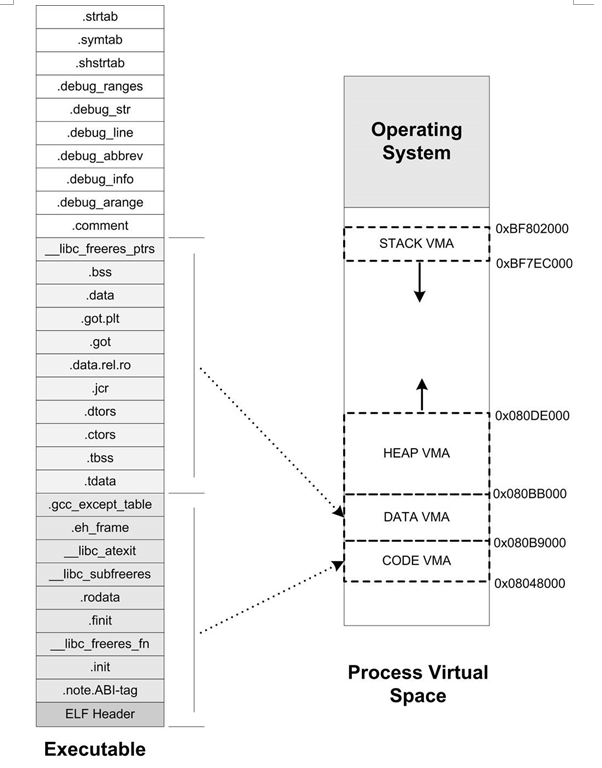 .strtab
.symtab
.shstrtab
.debug_ranges
.debug_str
.debug_line
.debug_abbrev
.debug_info
.debug_arange
.comment
__libc_freeres_ptrs
.bss
.data
.got.plt
.got
.data.rel.ro
.jcr
.dtors
.ctors
.tbss
.tdata
.gcc_except_table
.eh_frame
__libc_atexit
__libc_subfreeres
.rodata
.finit
__libc_freeres_fn
.init
.note.ABI-tag
ELF Header
Executable
Operating
System
0xBF802000
STACK VMA
0xBF7EC000
0x080DE000
HEAP VMA
0x080BB000
DATA VMA
0x080B9000
CODE VMA
0x08048000
Process Virtual
Space